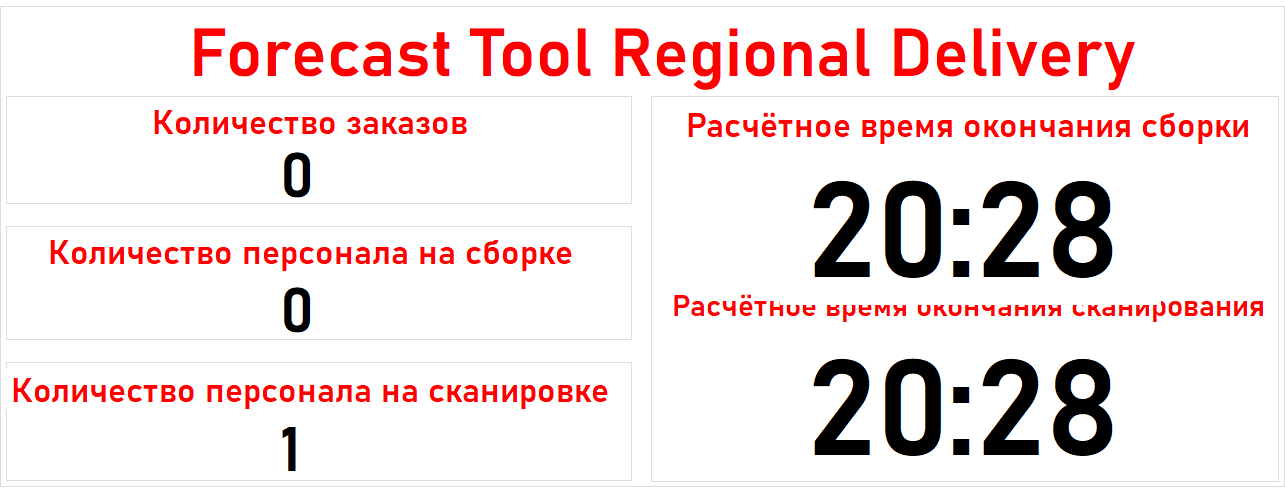 Forecast Tool Regional Delivery
Количество заказов
0
Количество персонала на сборке
0
Количество персонала на сканировке
1
Расчётное время окончания сборки
20:28
Расчётное время окончания сканирования
20:28